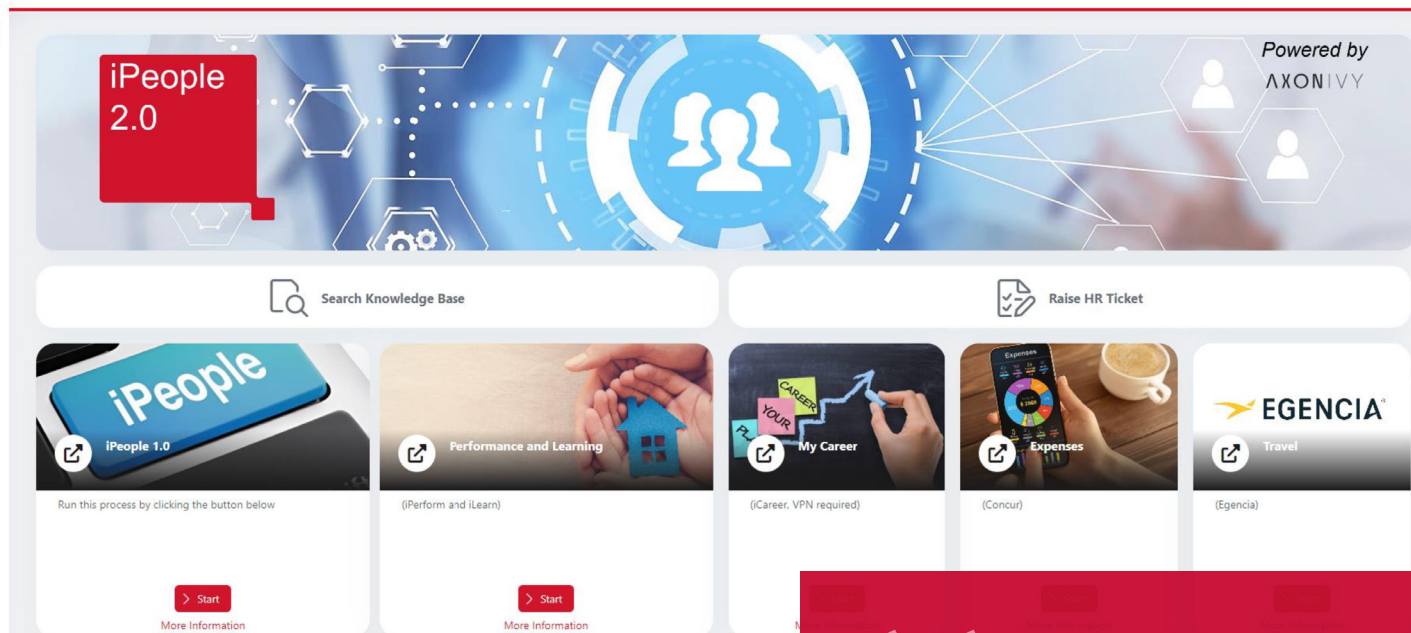 iPeople
2.0
Powered by
AXONIVY
Search Knowledge Base
Raise HR Ticket
iPeople
iPeople 1.0
Performance and Learning
CAREER
YOUR
My Career
Expenses
Expenses
EGENCIA
Travel
Run this process by clicking the button below
(iPerform and iLearn)
(iCareer, VPN required)
(Concur)
(Egencia)
Start
Start
More Information
More Information